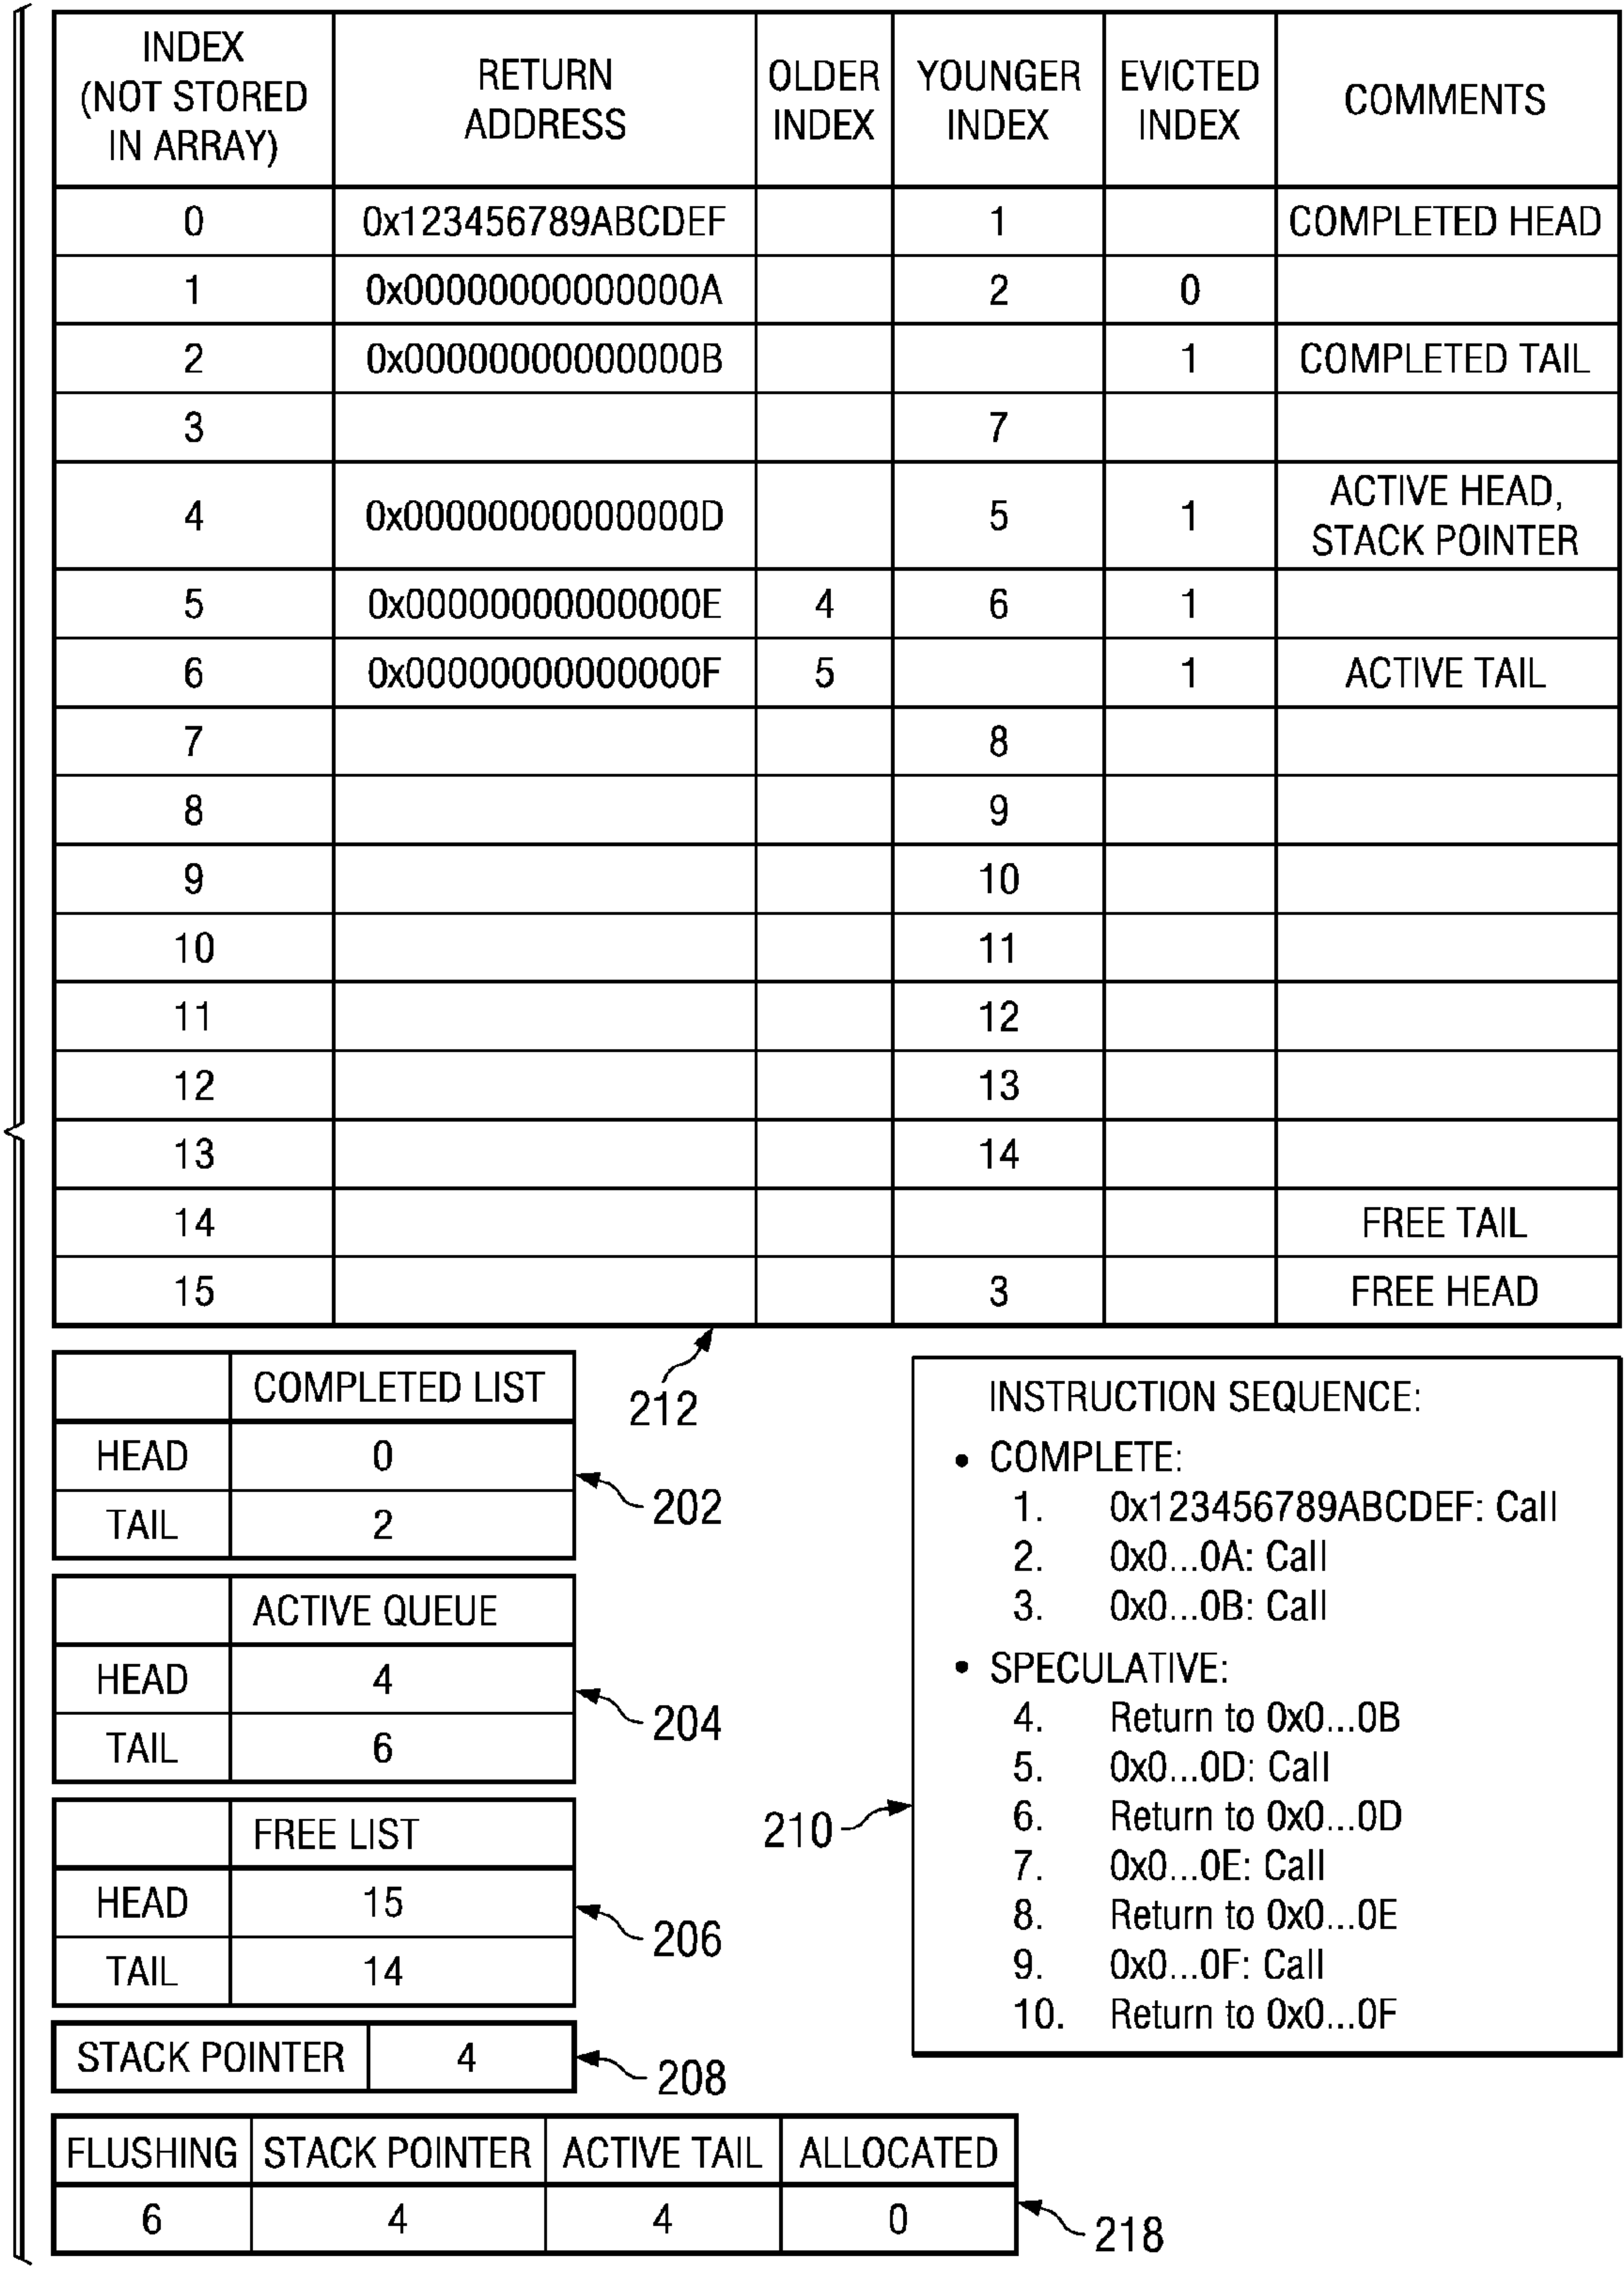 INDEX (NOT STORED IN ARRAY) RETURN ADDRESS OLDER INDEX YOUNGER INDEX EVICTED INDEX COMMENTS
0 0x123456789ABCDEF 1 COMPLETED HEAD
1 0x00000000000000A 2 0
2 0x00000000000000B 1 COMPLETED TAIL
3 7
4 0x00000000000000D 5 1 ACTIVE HEAD, STACK POINTER
5 0x00000000000000E 4 6 1
6 0x00000000000000F 5 1 ACTIVE TAIL
7 8
8 9
9 10
10 11
11 12
12 13
13 14
14 FREE TAIL
15 3 FREE HEAD
212
COMPLETED LIST
HEAD 0
TAIL 2
202
ACTIVE QUEUE
HEAD 4
TAIL 6
204
FREE LIST
HEAD 15
TAIL 14
206
STACK POINTER 4
208
INSTRUCTION SEQUENCE:
• COMPLETE:
1. 0x123456789ABCDEF: Call
2. 0x0...0A: Call
3. 0x0...0B: Call
• SPECULATIVE:
4. Return to 0x0...0B
5. 0x0...0D: Call
6. Return to 0x0...0D
7. 0x0...0E: Call
8. Return to 0x0...0E
9. 0x0...0F: Call
10. Return to 0x0...0F
210
FLUSHING STACK POINTER ACTIVE TAIL ALLOCATED
6 4 4 0
218